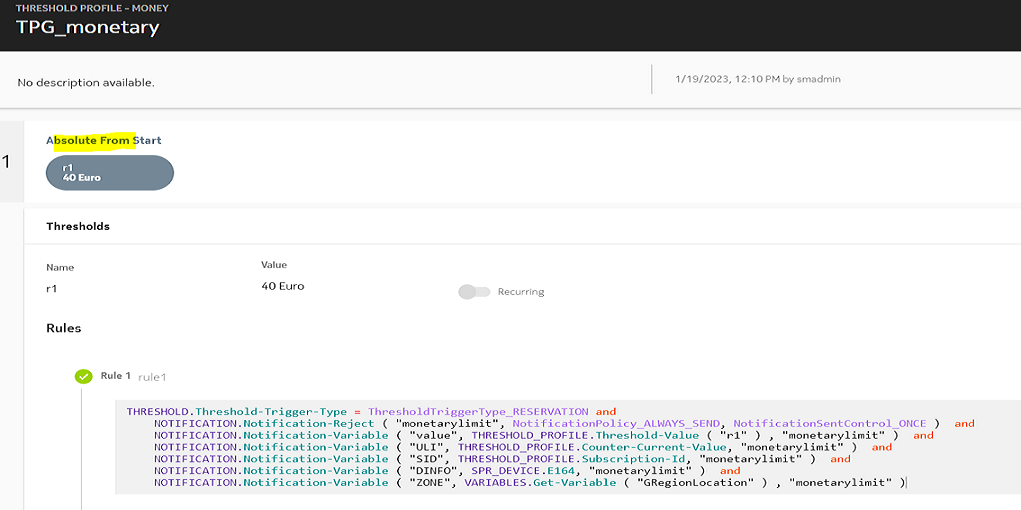 THRESHOLD PROFILE – MONEY
TPG_monetary
No description available.
1/19/2023, 12:10 PM by smadmin
Absolute From Start
1
r1
40 Euro
Thresholds
Name
Value
r1
40 Euro
Recurring
Rules
Rule 1 rule1
THRESHOLD.Threshold-Trigger-Type = ThresholdTriggerType_RESERVATION and
NOTIFICATION.Notification-Reject ( "monetarylimit", NotificationPolicy_ALWAYS_SEND, NotificationSentControl_ONCE ) and
NOTIFICATION.Notification-Variable ( "value", THRESHOLD_PROFILE.Threshold-Value ( "r1" ) , "monetarylimit" ) and
NOTIFICATION.Notification-Variable ( "ULI", THRESHOLD_PROFILE.Counter-Current-Value, "monetarylimit" ) and
NOTIFICATION.Notification-Variable ( "SID", THRESHOLD_PROFILE.Subscription-Id, "monetarylimit" ) and
NOTIFICATION.Notification-Variable ( "DINFO", SPR_DEVICE.E164, "monetarylimit" ) and
NOTIFICATION.Notification-Variable ( "ZONE", VARIABLES.Get-Variable ( "GRegionLocation" ) , "monetarylimit" )